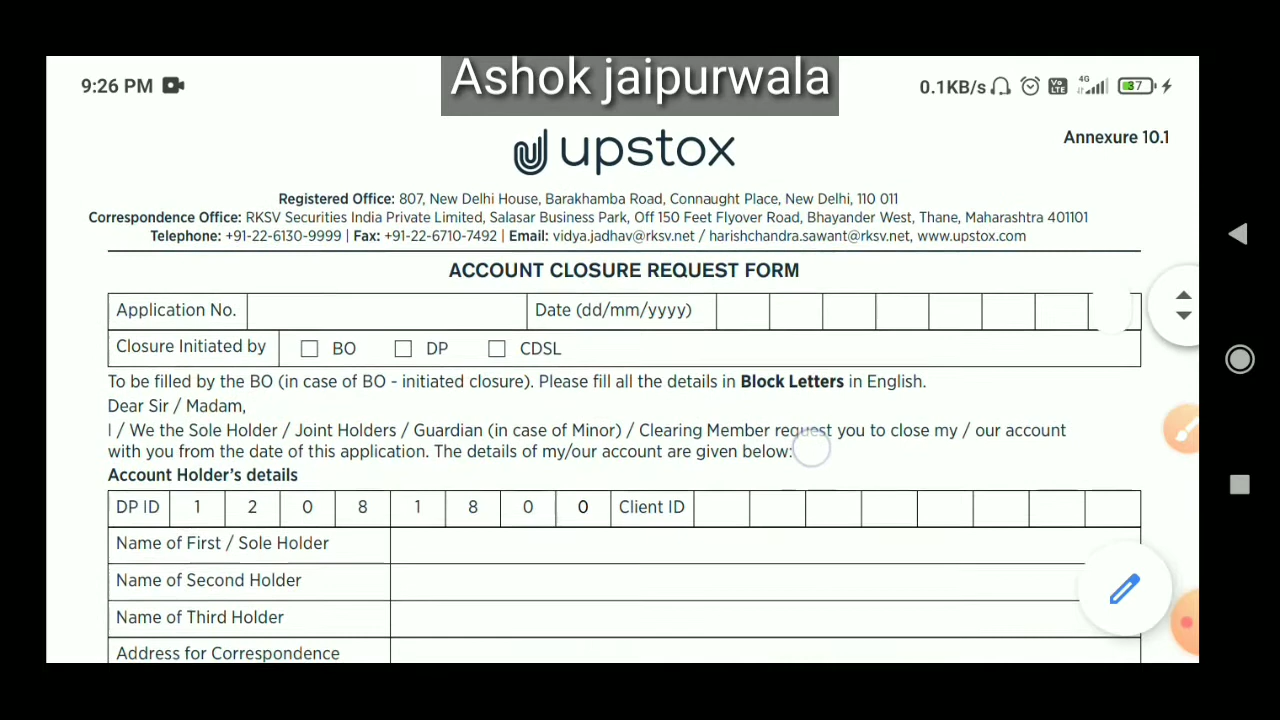 Ashok jaipurwala
9:26 PM
0.1KB/s Vo LTE 4G 37
upstox
Annexure 10.1
Registered Office: 807, New Delhi House, Barakhamba Road, Connaught Place, New Delhi, 110 011
Correspondence Office: RKSV Securities India Private Limited, Salasar Business Park, Off 150 Feet Flyover Road, Bhayander West, Thane, Maharashtra 401101
Telephone: +91-22-6130-9999 | Fax: +91-22-6710-7492 | Email: vidya.jadhav@rksv.net / harishchandra.sawant@rksv.net, www.upstox.com
ACCOUNT CLOSURE REQUEST FORM
Application No. Date (dd/mm/yyyy)
Closure Initiated by BO DP CDSL
To be filled by the BO (in case of BO - initiated closure). Please fill all the details in Block Letters in English.
Dear Sir / Madam,
I / We the Sole Holder / Joint Holders / Guardian (in case of Minor) / Clearing Member request you to close my / our account
with you from the date of this application. The details of my/our account are given below:
Account Holder's details
DP ID 1 2 0 8 1 8 0 0 Client ID
Name of First / Sole Holder
Name of Second Holder
Name of Third Holder
Address for Correspondence